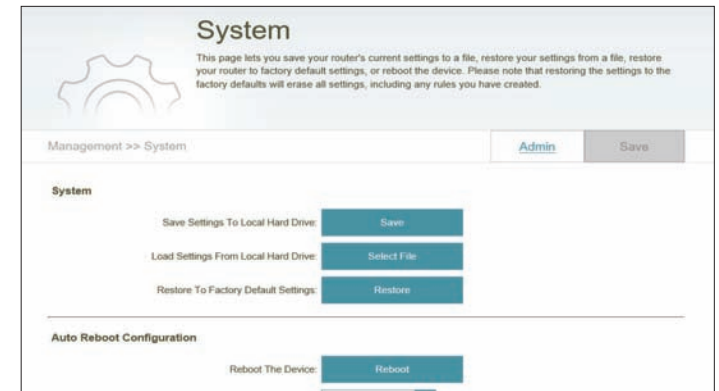 System
This page lets you save your router's current settings to a file, restore your settings from a file, restore
your router to factory default settings, or reboot the device. Please note that restoring the settings to the
factory defaults will erase all settings, including any rules you have created.
Management >> System
Admin
Save
System
Save Settings To Local Hard Drive:
Save
Load Settings From Local Hard Drive:
Select File
Restore To Factory Default Settings:
Restore
Auto Reboot Configuration
Reboot The Device:
Reboot